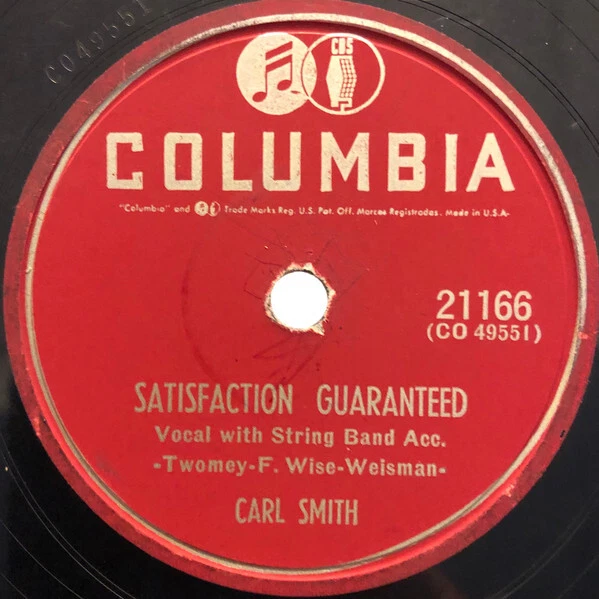 CO49551
CBS
COLUMBIA
"Columbia" and Trade Marks Reg. U.S. Pat. Off. Marcas Registradas. Made in U.S.A.
21166
(CO 49551)
SATISFACTION GUARANTEED
Vocal with String Band Acc.
-Twomey-F. Wise-Weisman-
CARL SMITH